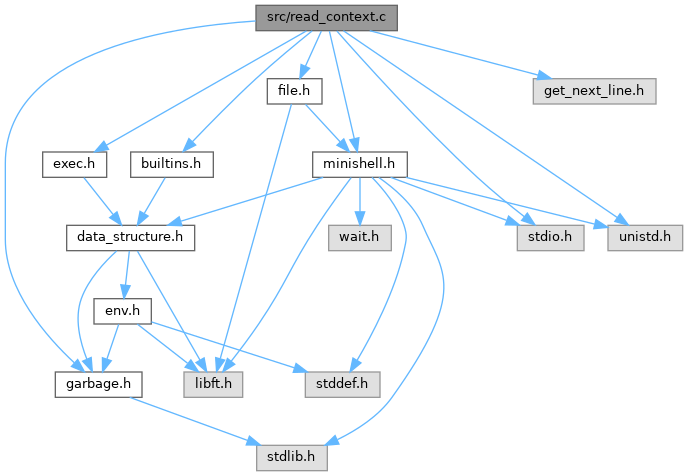 src/read_context.c
file.h
get_next_line.h
exec.h
builtins.h
minishell.h
data_structure.h
wait.h
stdio.h
unistd.h
env.h
garbage.h
libft.h
stddef.h
stdlib.h